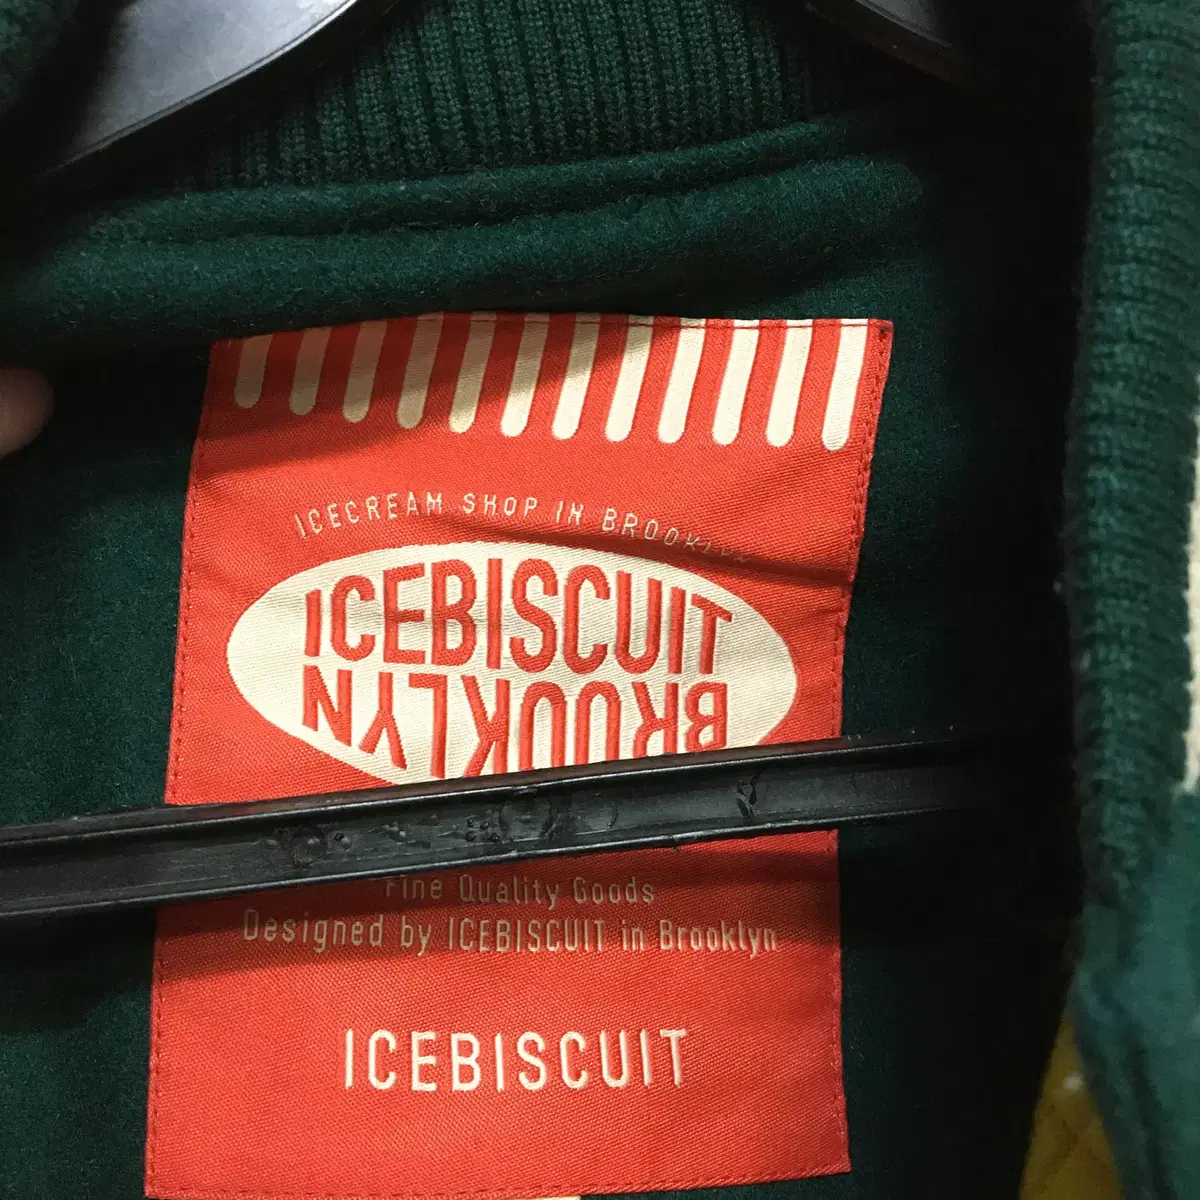 ICECREAM SHOP IN BROOKLYN
ICEBISCUIT
BROOKLYN
Fine Quality Goods
Designed by ICEBISCUIT in Brooklyn
ICEBISCUIT